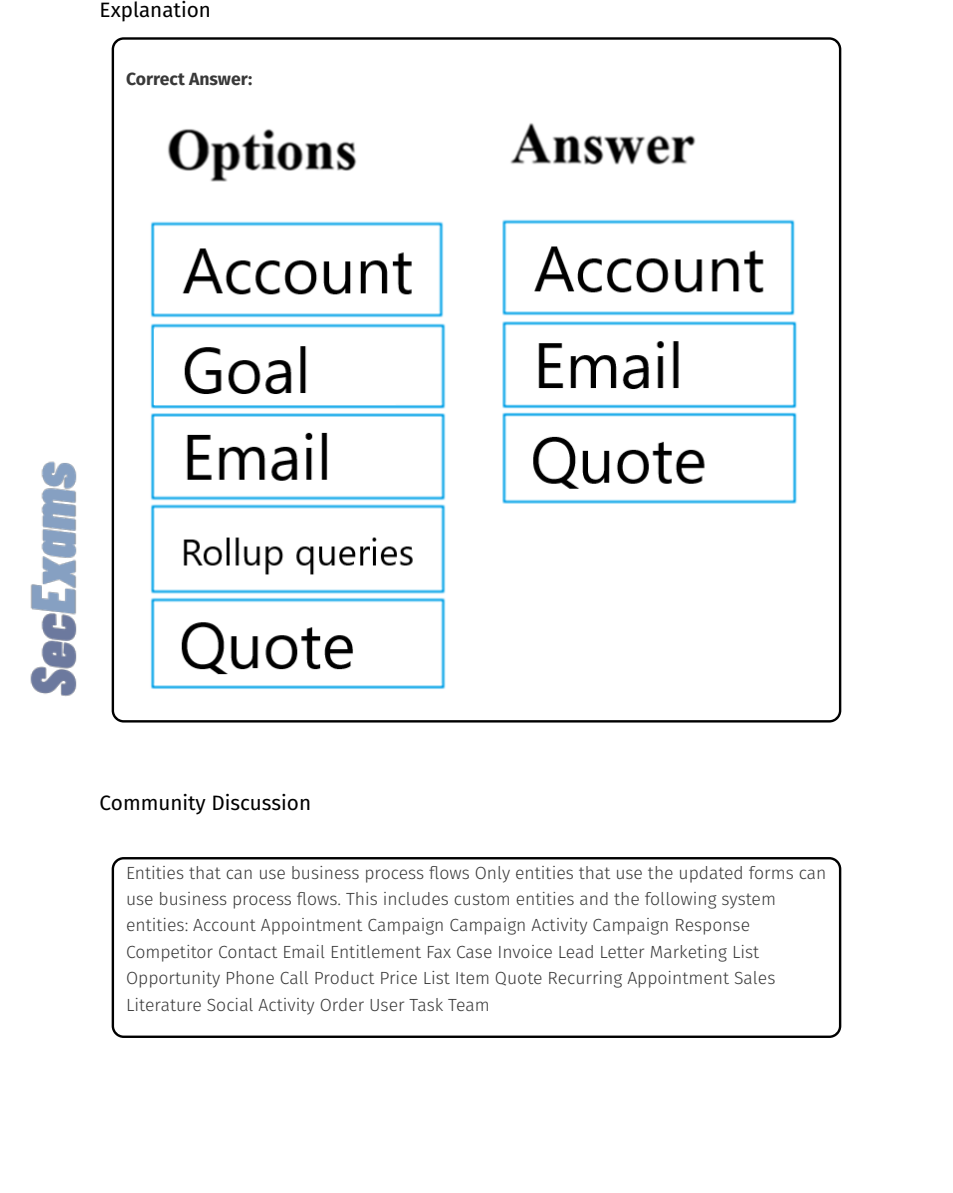 Explanation
Correct Answer:
Options
Answer
Account
Goal
Email
Rollup queries
Quote
Account
Email
Quote
SecExams
Community Discussion
Entities that can use business process flows Only entities that use the updated forms can
use business process flows. This includes custom entities and the following system
entities: Account Appointment Campaign Campaign Activity Campaign Response
Competitor Contact Email Entitlement Fax Case Invoice Lead Letter Marketing List
Opportunity Phone Call Product Price List Item Quote Recurring Appointment Sales
Literature Social Activity Order User Task Team